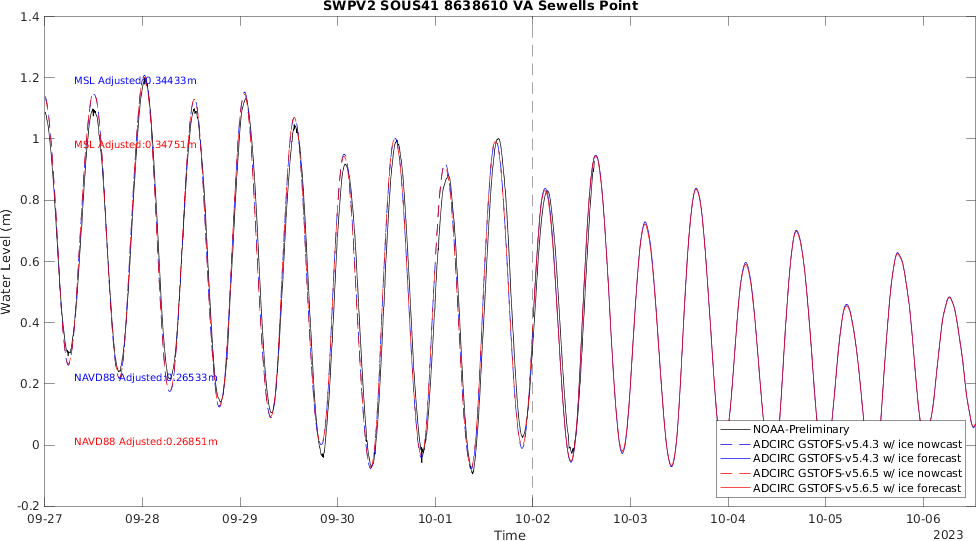 SWPV2 SOUS41 8638610 VA Sewells Point
1.4
1.2
1
0.8
0.6
0.4
0.2
0
-0.2
Water Level (m)
MSL Adjusted:0.34433m
MSL Adjusted:0.34751m
NAVD88 Adjusted:0.26533m
NAVD88 Adjusted:0.26851m
NOAA-Preliminary
ADCIRC GSTOFS-v5.4.3 w/ ice nowcast
ADCIRC GSTOFS-v5.4.3 w/ ice forecast
ADCIRC GSTOFS-v5.6.5 w/ ice nowcast
ADCIRC GSTOFS-v5.6.5 w/ ice forecast
09-27 09-28 09-29 09-30 10-01 10-02 10-03 10-04 10-05 10-06
Time
2023